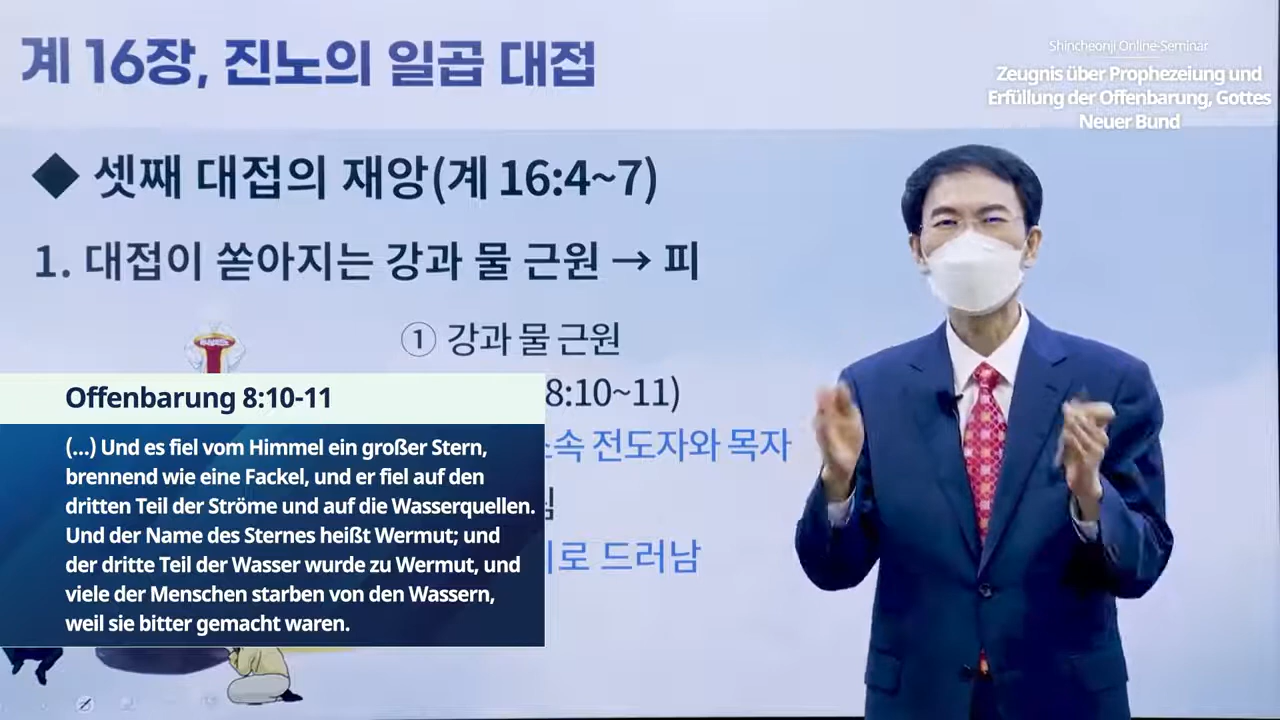 계 16장, 진노의 일곱 대접
Shincheonji Online-Seminar
Zeugnis über Prophezeiung und
Erfüllung der Offenbarung, Gottes
Neuer Bund
◆ 셋째 대접의 재앙(계 16:4~7)
1. 대접이 쏟아지는 강과 물 근원 → 피
① 강과 물 근원
8:10~11)
전도자와 목자
로 드러남
Offenbarung 8:10-11
(...) Und es fiel vom Himmel ein großer Stern,
brennend wie eine Fackel, und er fiel auf den
dritten Teil der Ströme und auf die Wasserquellen.
Und der Name des Sternes heißt Wermut; und
der dritte Teil der Wasser wurde zu Wermut, und
viele der Menschen starben von den Wassern,
weil sie bitter gemacht waren.